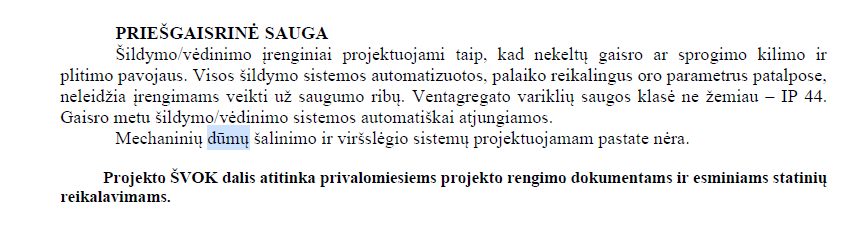 PRIEŠGAISRINĖ SAUGA
Šildymo/vėdinimo įrenginiai projektuojami taip, kad nekeltų gaisro ar sprogimo kilimo ir
plitimo pavojaus. Visos šildymo sistemos automatizuotos, palaiko reikalingus oro parametrus patalpose,
neleidžia įrengimams veikti už saugumo ribų. Ventagregato variklių saugos klasė ne žemiau – IP 44.
Gaisro metu šildymo/vėdinimo sistemos automatiškai atjungiamos.
Mechaninių dūmų šalinimo ir viršslėgio sistemų projektuojamam pastate nėra.
Projekto ŠVOK dalis atitinka privalomiesiems projekto rengimo dokumentams ir esminiams statinių
reikalavimams.